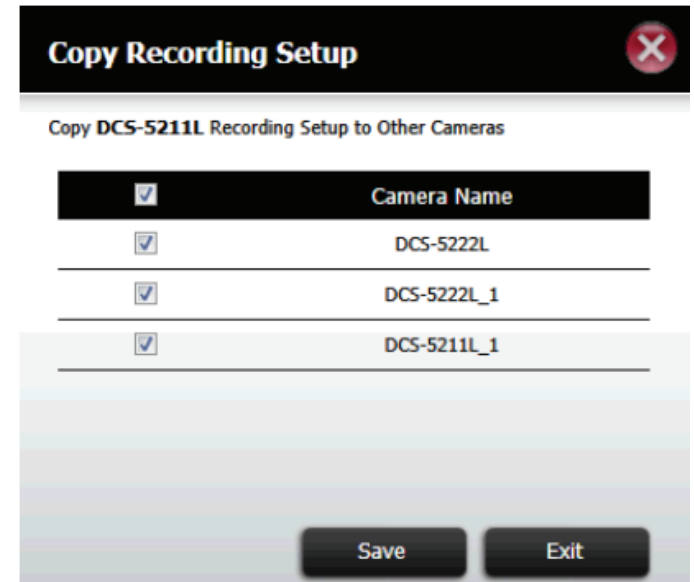 Copy Recording Setup
Copy DCS-5211L Recording Setup to Other Cameras
Camera Name
DCS-5222L
DCS-5222L_1
DCS-5211L_1
Save Exit